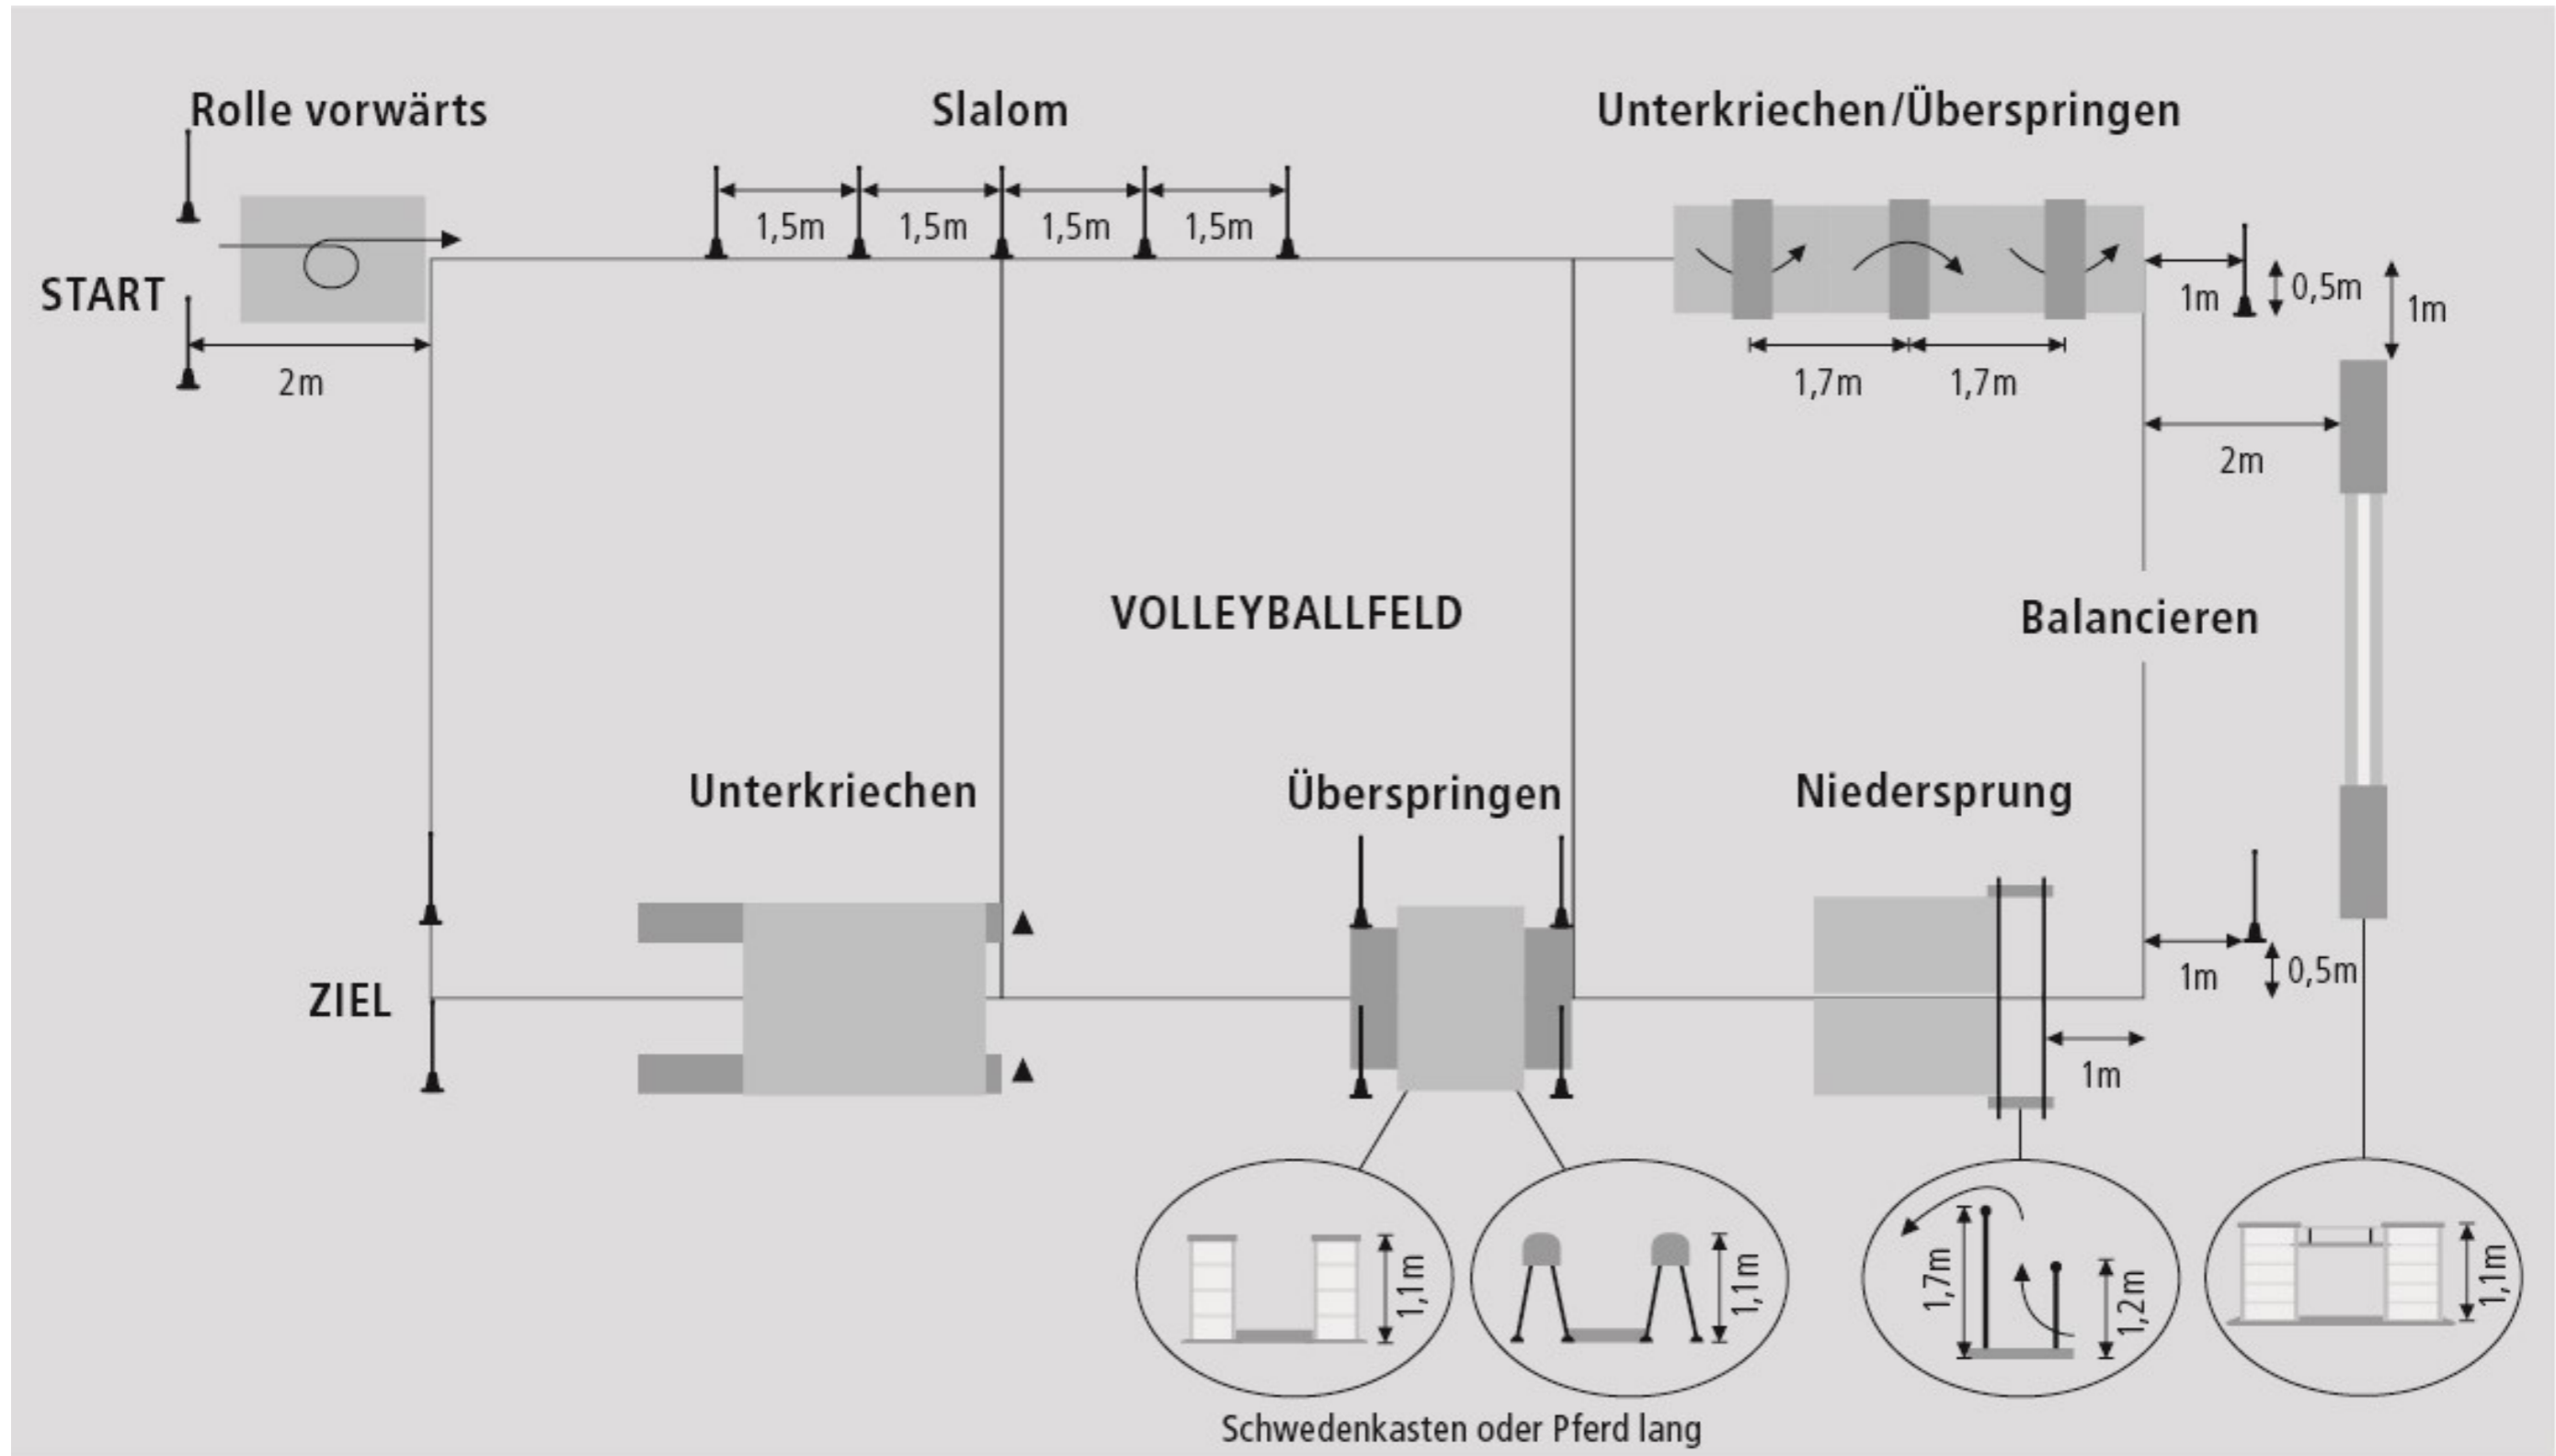 Rolle vorwärts
Slalom
Unterkriechen/Überspringen
1,5m 1,5m 1,5m 1,5m
START
2m
1m
0,5m
1m
1,7m 1,7m
2m
VOLLEYBALLFELD
Balancieren
Unterkriechen
Überspringen
Niedersprung
ZIEL
1m
0,5m
1m
1,1m
1,1m
1,7m
1,2m
1,1m
Schwedenkasten oder Pferd lang